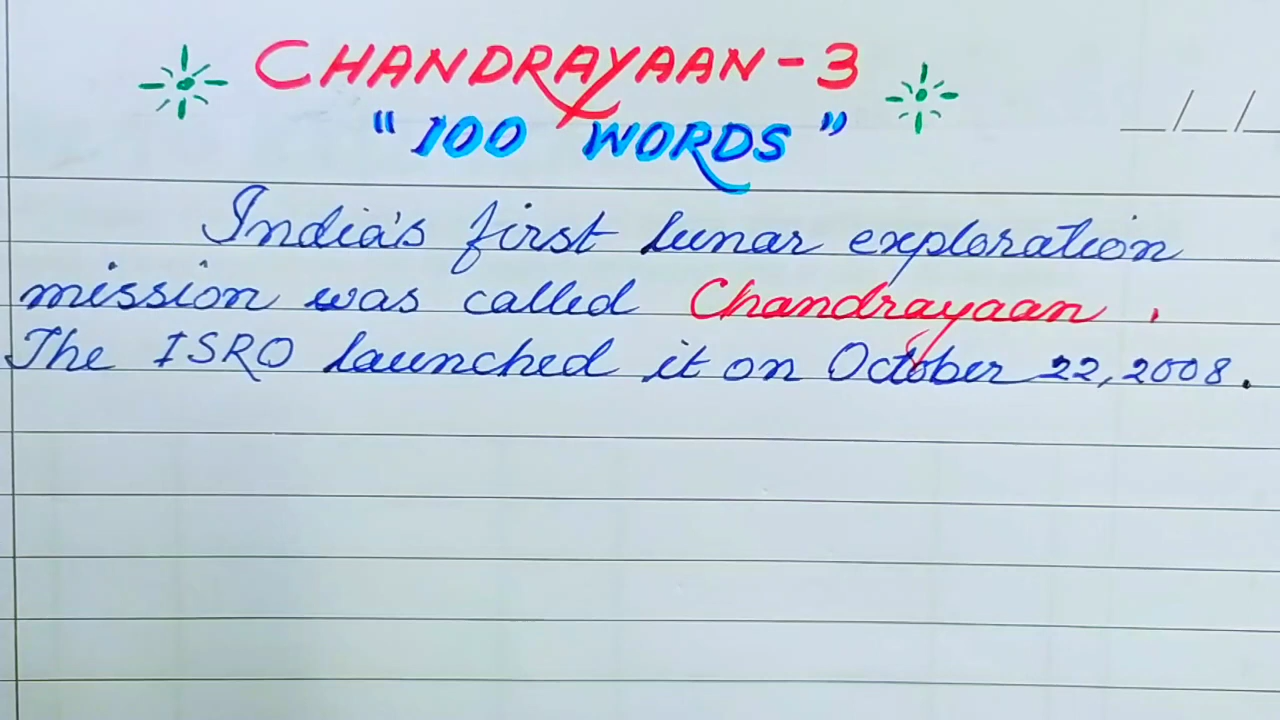 CHANDRAYAAN-3
"100 WORDS"
India's first lunar exploration
mission was called Chandrayaan.
The ISRO launched it on October 22, 2008.